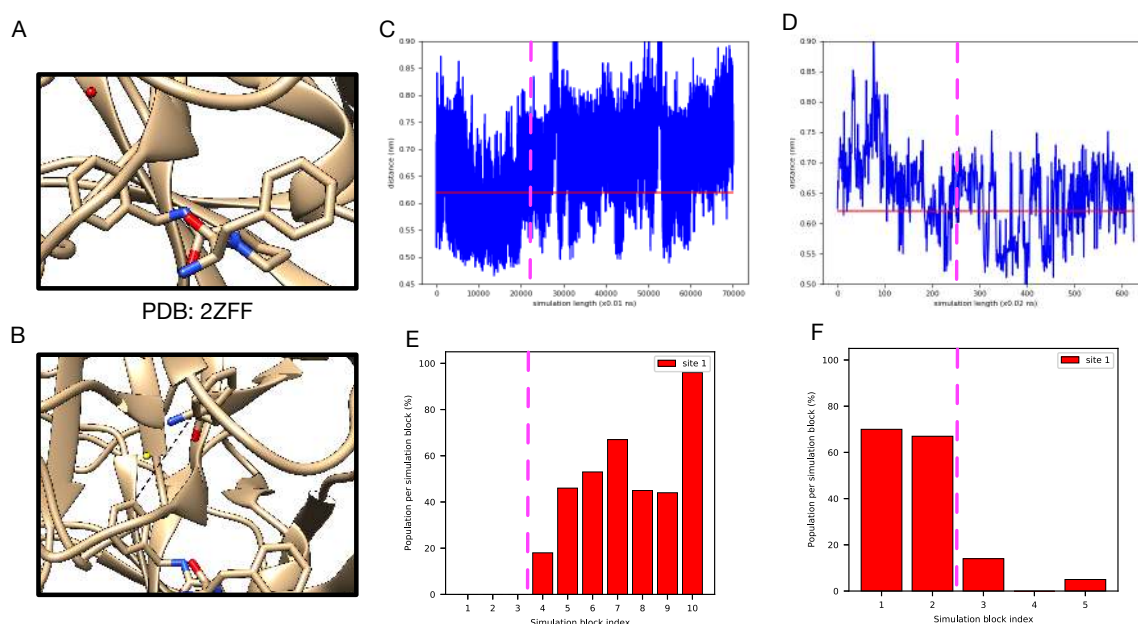 A
PDB: 2ZFF
B
C
0.90
0.85
0.80
0.75
0.70
0.65
0.60
0.55
0.50
0.45
distance (nm)
0 10000 20000 30000 40000 50000 60000 70000
simulation length (x0.01 ns)
D
0.90
0.85
0.80
0.75
0.70
0.65
0.60
0.55
0.50
distance (nm)
0 100 200 300 400 500 600
simulation length (x0.02 ns)
E
site 1
100
80
60
40
20
0
Population per simulation block (%)
1 2 3 4 5 6 7 8 9 10
Simulation block index
F
site 1
100
80
60
40
20
0
Population per simulation block (%)
1 2 3 4 5
Simulation block index